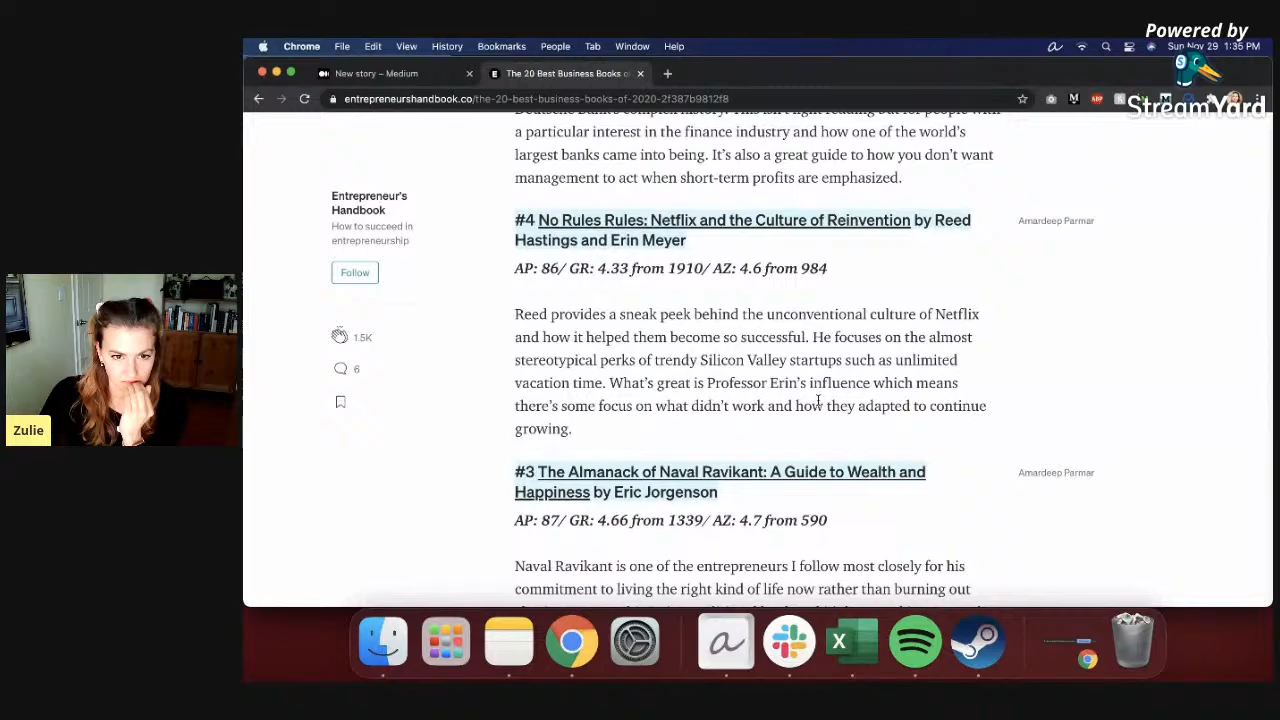 Powered by
StreamYard
Chrome File Edit View History Bookmarks People Tab Window Help
Sun Nov 29 1:35 PM
New story – Medium
The 20 Best Business Books of
entrepreneurshandbook.co/the-20-best-business-books-of-2020-2f387b9812f8
a particular interest in the finance industry and how one of the world's
largest banks came into being. It's also a great guide to how you don't want
management to act when short-term profits are emphasized.
Entrepreneur's
Handbook
How to succeed in
entrepreneurship
Follow
1.5K
6
#4 No Rules Rules: Netflix and the Culture of Reinvention by Reed
Hastings and Erin Meyer
Amardeep Parmar
AP: 86/ GR: 4.33 from 1910/ AZ: 4.6 from 984
Reed provides a sneak peek behind the unconventional culture of Netflix
and how it helped them become so successful. He focuses on the almost
stereotypical perks of trendy Silicon Valley startups such as unlimited
vacation time. What's great is Professor Erin's influence which means
there's some focus on what didn't work and how they adapted to continue
growing.
#3 The Almanack of Naval Ravikant: A Guide to Wealth and
Happiness by Eric Jorgenson
Amardeep Parmar
AP: 87/ GR: 4.66 from 1339/ AZ: 4.7 from 590
Naval Ravikant is one of the entrepreneurs I follow most closely for his
commitment to living the right kind of life now rather than burning out
Zulie